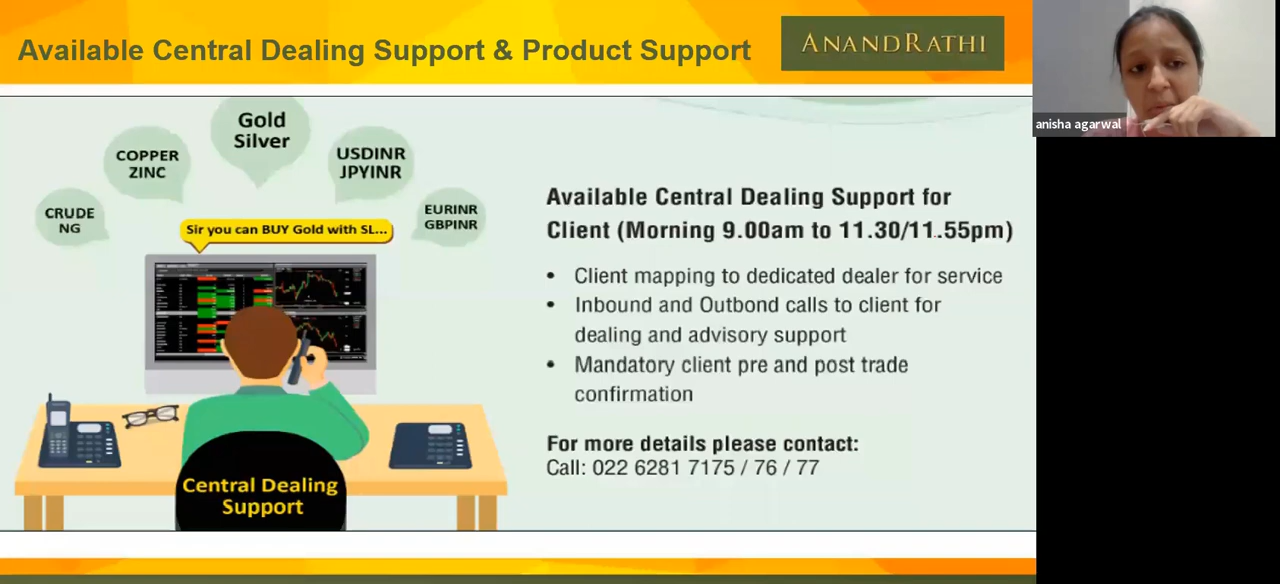 Available Central Dealing Support & Product Support
ANANDRATHI
anisha agarwal
Gold
Silver
COPPER
ZINC
USDINR
JPYINR
CRUDE
NG
EURINR
GBPINR
Sir you can BUY Gold with SL...
Central Dealing
Support
Available Central Dealing Support for
Client (Morning 9.00am to 11.30/11.55pm)
• Client mapping to dedicated dealer for service
• Inbound and Outbond calls to client for
dealing and advisory support
• Mandatory client pre and post trade
confirmation
For more details please contact:
Call: 022 6281 7175 / 76 / 77